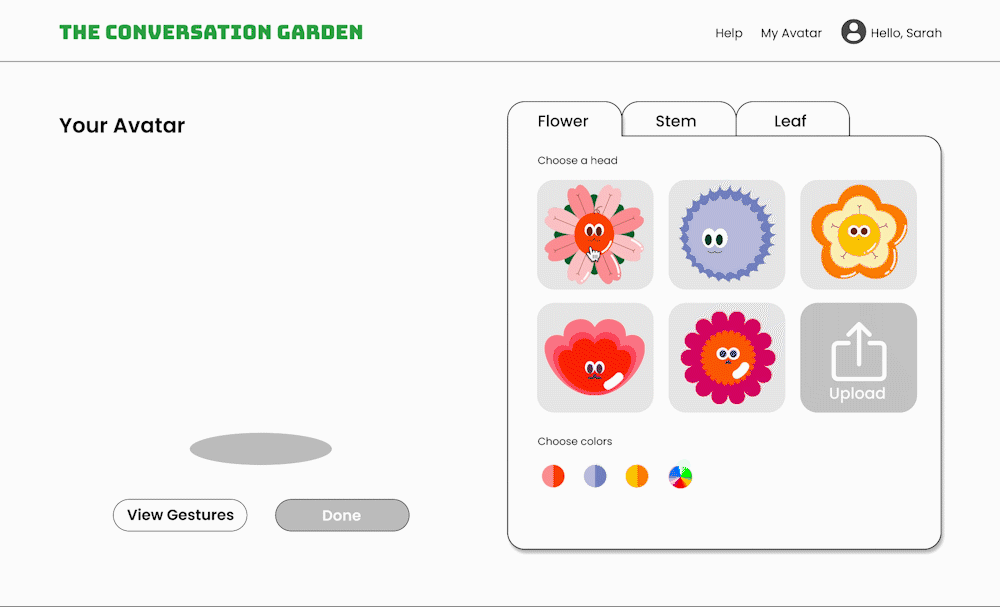 THE CONVERSATION GARDEN
Help
My Avatar
Hello, Sarah
Your Avatar
Flower
Stem
Leaf
Choose a head
Upload
Choose colors
View Gestures
Done